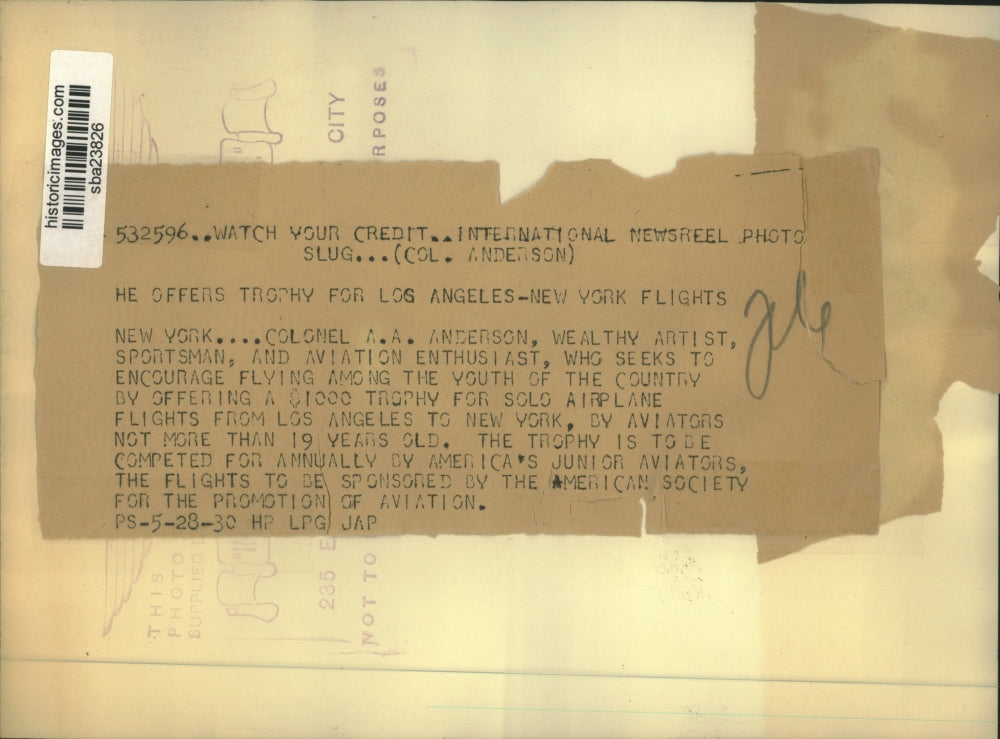 historicimages.com
sba23826
CITY
RPOSES
532596..WATCH YOUR CREDIT..INTERNATIONAL NEWSREEL PHOTO
SLUG...(COL. ANDERSON)
HE OFFERS TROPHY FOR LOS ANGELES-NEW YORK FLIGHTS
NEW YORK....COLONEL A.A. ANDERSON, WEALTHY ARTIST,
SPORTSMAN, AND AVIATION ENTHUSIAST, WHO SEEKS TO
ENCOURAGE FLYING AMONG THE YOUTH OF THE COUNTRY
BY OFFERING A $1000 TROPHY FOR SOLO AIRPLANE
FLIGHTS FROM LOS ANGELES TO NEW YORK, BY AVIATORS
NOT MORE THAN 19 YEARS OLD. THE TROPHY IS TO BE
COMPETED FOR ANNUALLY BY AMERICA'S JUNIOR AVIATORS,
THE FLIGHTS TO BE SPONSORED BY THE AMERICAN SOCIETY
FOR THE PROMOTION OF AVIATION.
PS-5-28-30 HP LPG JAP
THIS
PHOTO
SUPPLIED
235 E
NOT TO